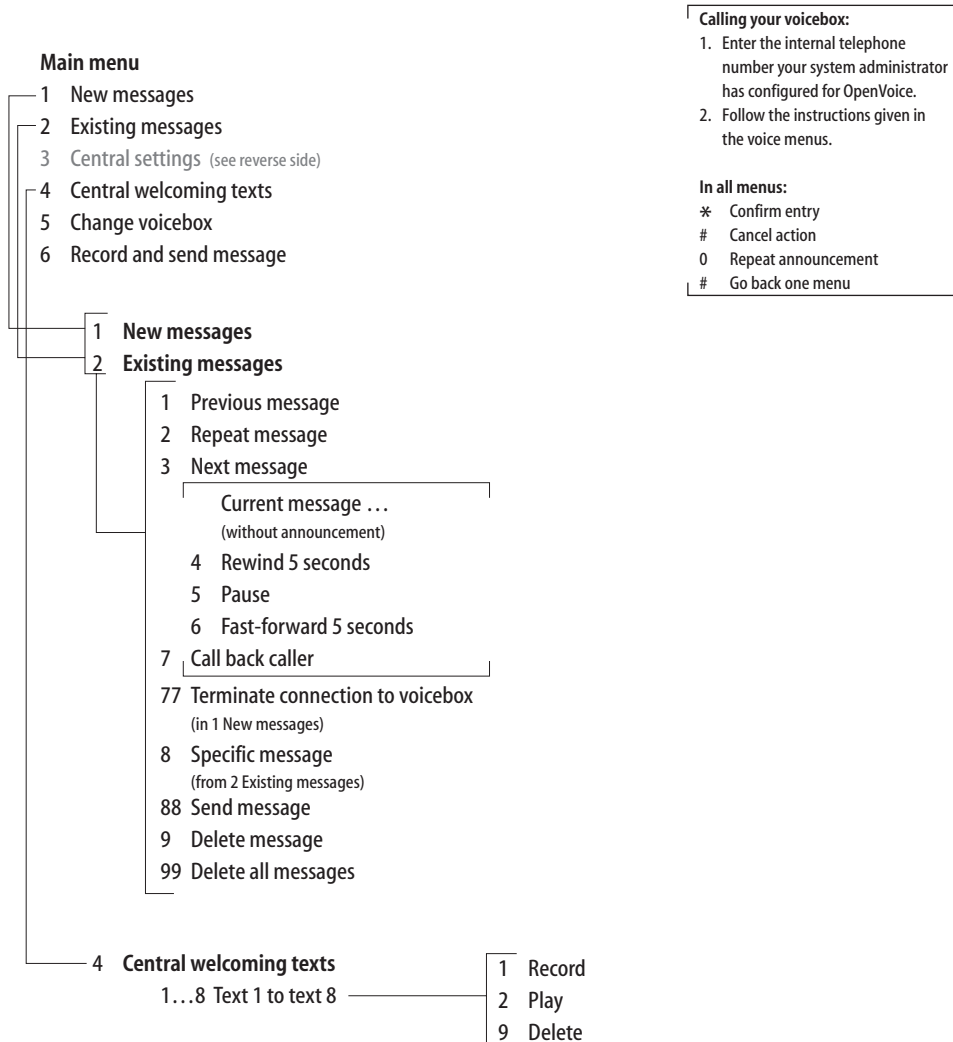 Main menu
1 New messages
2 Existing messages
3 Central settings (see reverse side)
4 Central welcoming texts
5 Change voicebox
6 Record and send message
Calling your voicebox:
1. Enter the internal telephone
number your system administrator
has configured for OpenVoice.
2. Follow the instructions given in
the voice menus.
In all menus:
* Confirm entry
# Cancel action
0 Repeat announcement
# Go back one menu
1 New messages
2 Existing messages
1 Previous message
2 Repeat message
3 Next message
Current message …
(without announcement)
4 Rewind 5 seconds
5 Pause
6 Fast-forward 5 seconds
7 Call back caller
77 Terminate connection to voicebox
(in 1 New messages)
8 Specific message
(from 2 Existing messages)
88 Send message
9 Delete message
99 Delete all messages
4 Central welcoming texts
1…8 Text 1 to text 8
1 Record
2 Play
9 Delete